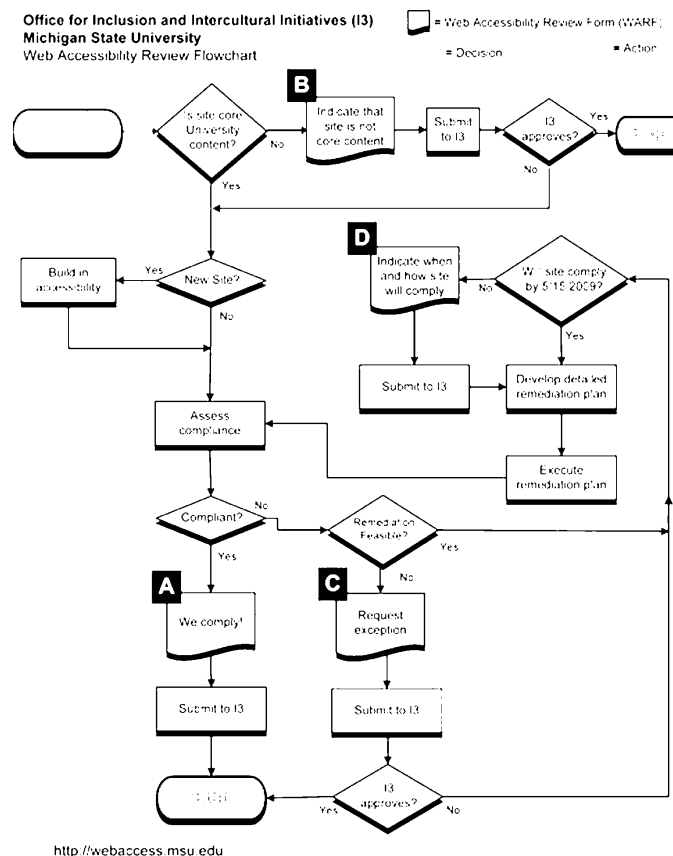 Office for Inclusion and Intercultural Initiatives (I3)
Michigan State University
Web Accessibility Review Flowchart
= Web Accessibility Review Form (WARF)
= Decision
= Action
Is site core
University
content?
No
Yes
B
Indicate that
site is not
core content
Submit
to I3
I3
approves?
Yes
No
D
Indicate when
and how site
will comply
No
Will site comply
by 5/15/2009?
Yes
Build in
accessibility
Yes
New Site?
No
Submit to I3
Develop detailed
remediation plan
Assess
compliance
Execute
remediation plan
Compliant?
No
Yes
Remediation
Feasible?
Yes
No
A
We comply!
C
Request
exception
Submit to I3
Submit to I3
I3
approves?
Yes
No
http://webaccess.msu.edu